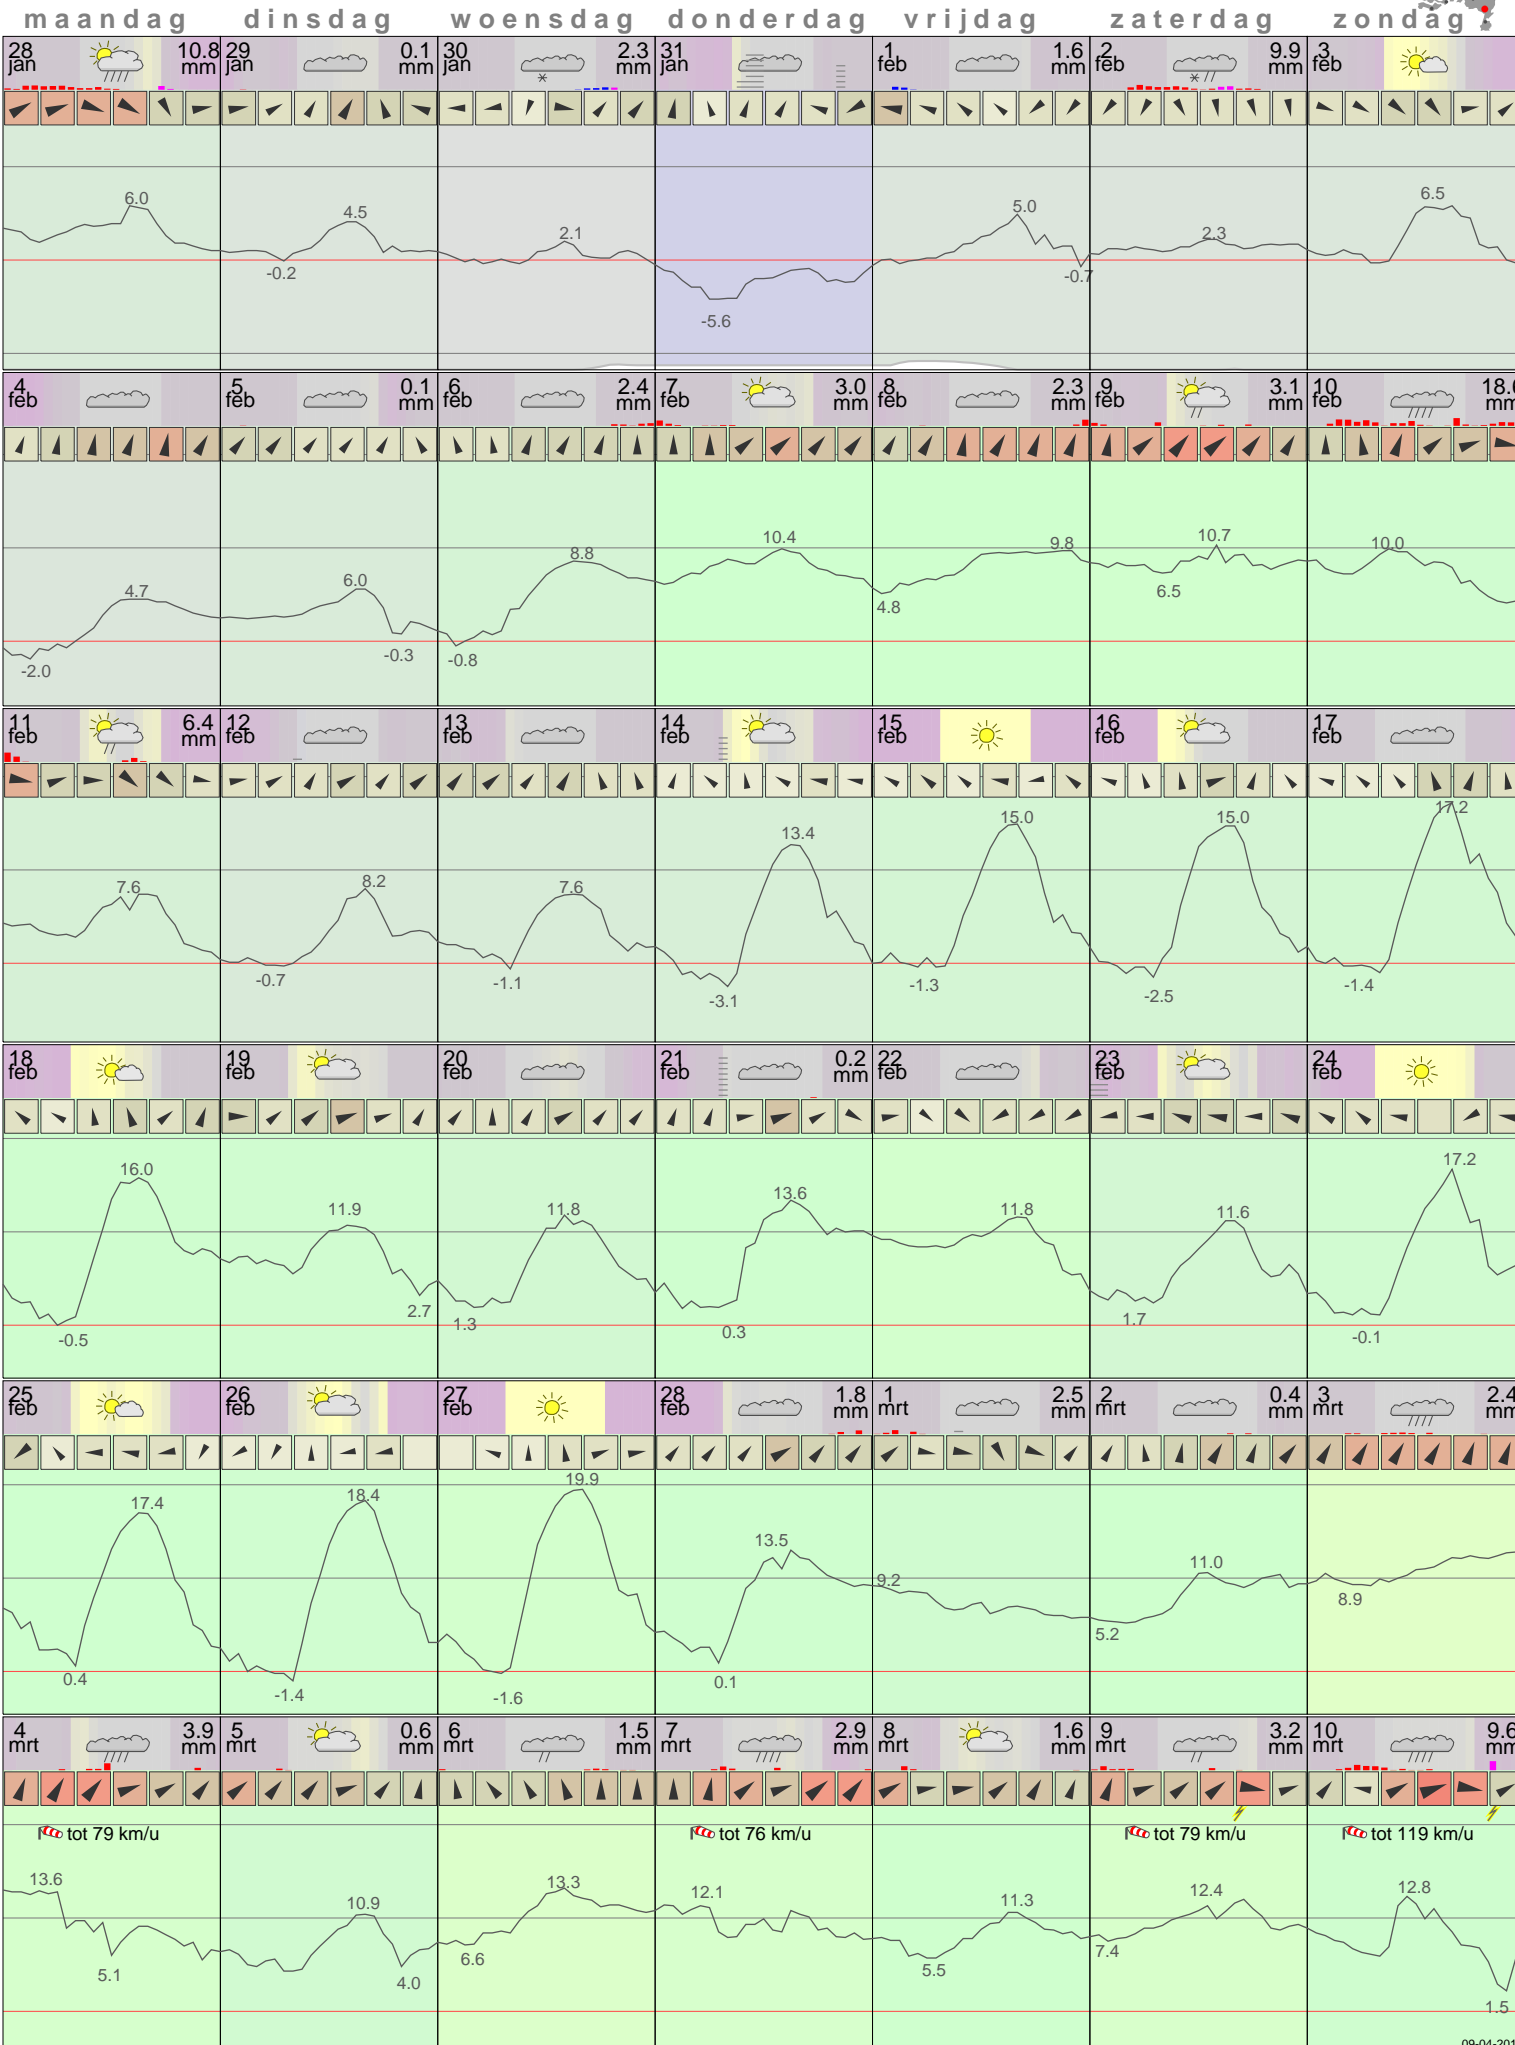 maandag dinsdag woensdag donderdag vrijdag zaterdag zondag
28 10.8 29 0.1 30 2.3 31 1 1.6 2 9.9 3
jan mm jan mm jan mm jan feb mm feb mm feb
6.0 4.5 2.1 5.0 2.3 6.5
-0.2 -5.6 -0.7
4 5 0.1 6 2.4 7 3.0 8 2.3 9 3.1 10 18.6
feb feb mm feb mm feb mm feb mm feb mm feb mm
4.7 6.0 8.8 10.4 9.8 10.7 10.0
-2.0 -0.3 -0.8 4.8 6.5
11 6.4 12 13 14 15 16 17
feb mm feb feb feb feb feb feb
7.6 8.2 7.6 13.4 15.0 15.0 17.2
-0.7 -1.1 -3.1 -1.3 -2.5 -1.4
18 19 20 21 0.2 22 23 24
feb feb feb feb mm feb feb feb
16.0 11.9 11.8 13.6 11.8 11.6 17.2
-0.5 2.7 1.3 0.3 1.7 -0.1
25 26 27 28 1.8 1 2.5 2 0.4 3 2.4
feb feb feb feb mm mrt mm mrt mm mrt mm
17.4 18.4 19.9 13.5 9.2 11.0
0.4 -1.4 -1.6 0.1 5.2 8.9
4 3.9 5 0.6 6 1.5 7 2.9 8 1.6 9 3.2 10 9.6
mrt mm mrt mm mrt mm mrt mm mrt mm mrt mm mrt mm
tot 79 km/u tot 76 km/u tot 79 km/u tot 119 km/u
13.6 10.9 13.3 12.1 11.3 12.4 12.8
5.1 4.0 6.6 5.5 7.4 1.5
09-04-201